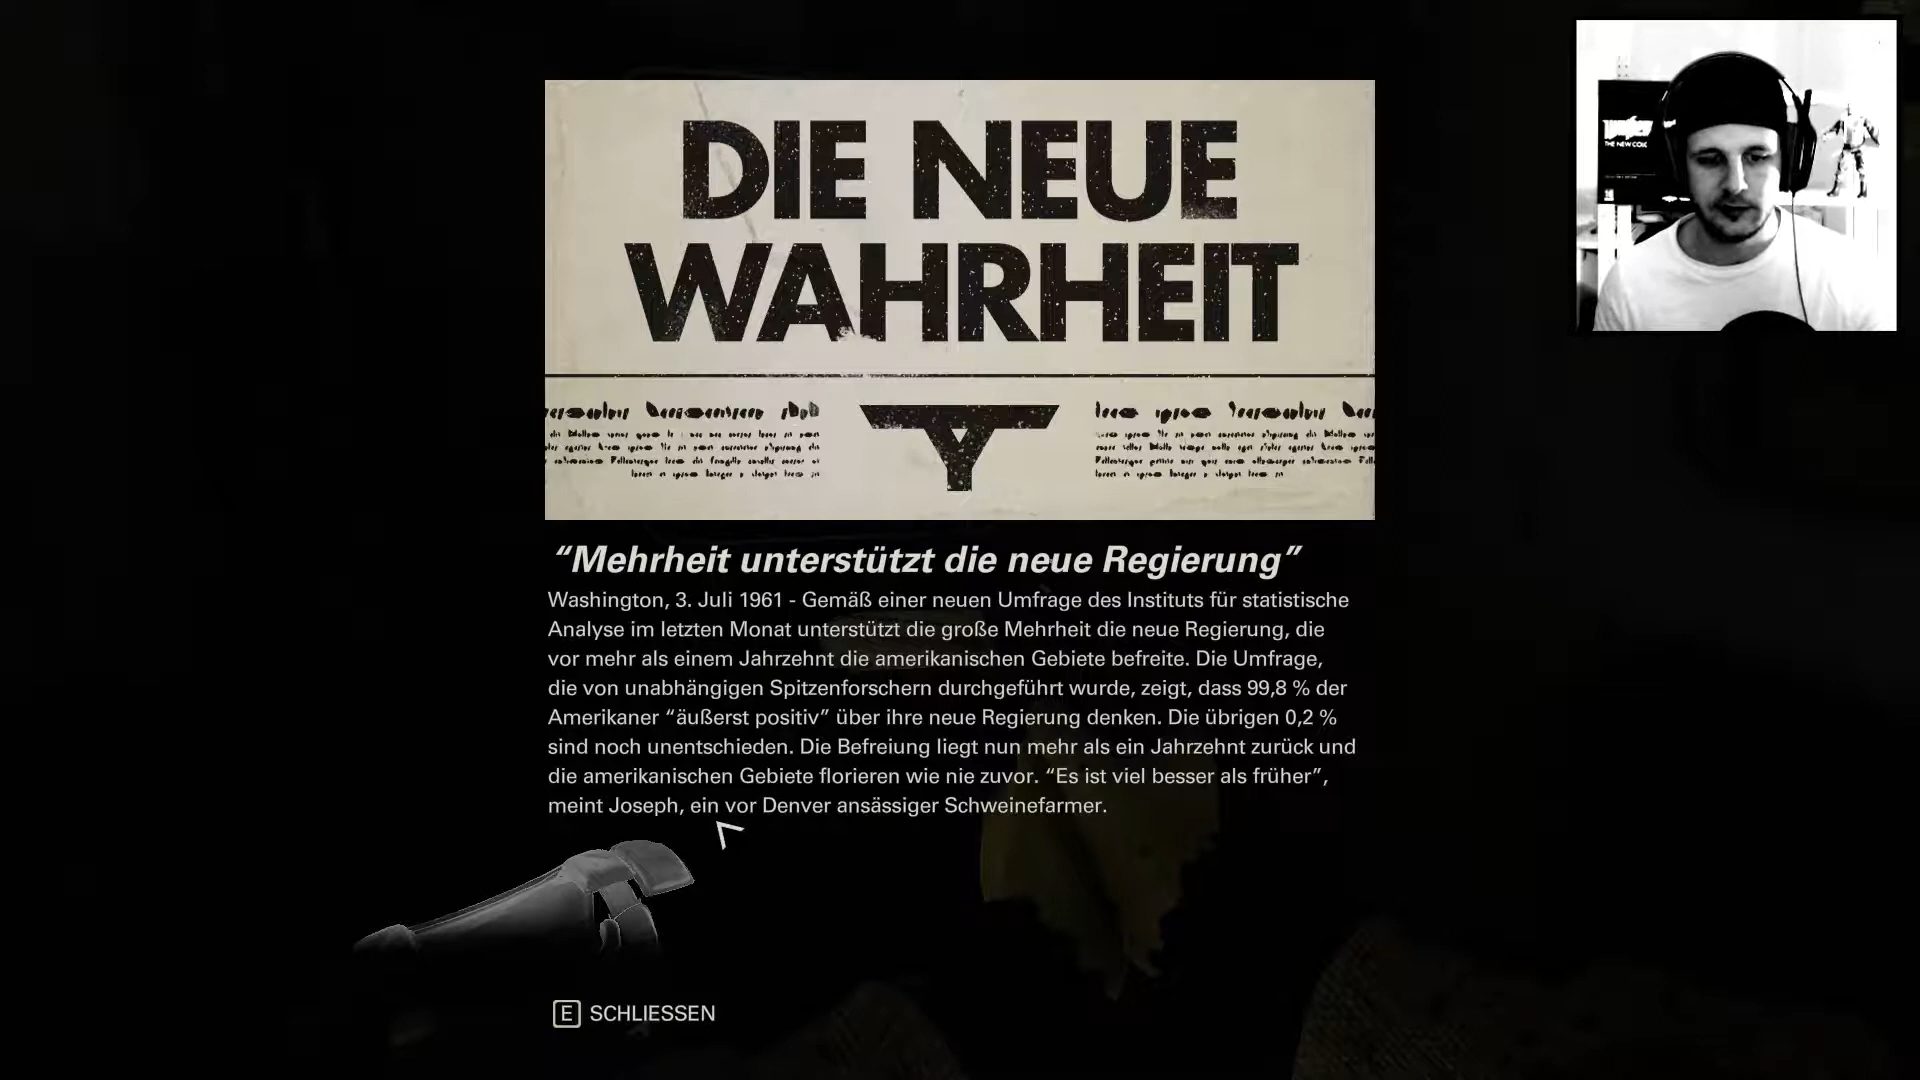 DIE NEUE
WAHRHEIT
“Mehrheit unterstützt die neue Regierung”
Washington, 3. Juli 1961 - Gemäß einer neuen Umfrage des Instituts für statistische
Analyse im letzten Monat unterstützt die große Mehrheit die neue Regierung, die
vor mehr als einem Jahrzehnt die amerikanischen Gebiete befreite. Die Umfrage,
die von unabhängigen Spitzenforschern durchgeführt wurde, zeigt, dass 99,8 % der
Amerikaner “äußerst positiv” über ihre neue Regierung denken. Die übrigen 0,2 %
sind noch unentschieden. Die Befreiung liegt nun mehr als ein Jahrzehnt zurück und
die amerikanischen Gebiete florieren wie nie zuvor. “Es ist viel besser als früher”,
meint Joseph, ein vor Denver ansässiger Schweinefarmer.
E SCHLIESSEN
THE NEW